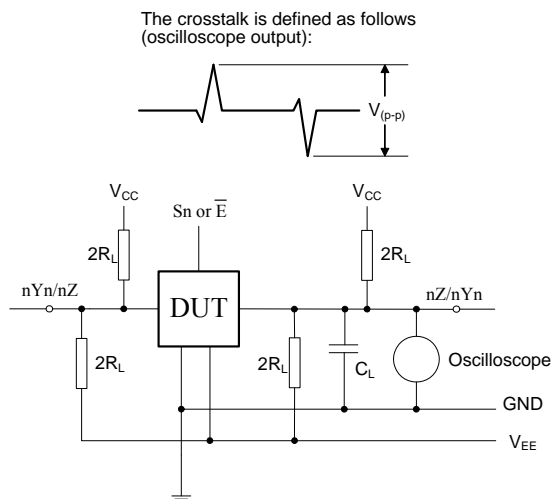 The crosstalk is defined as follows
(oscilloscope output):
V(p-p)
VCC
VCC
Sn or E̅
2RL
2RL
nYn/nZ
DUT
nZ/nYn
2RL
2RL
CL
Oscilloscope
GND
VEE